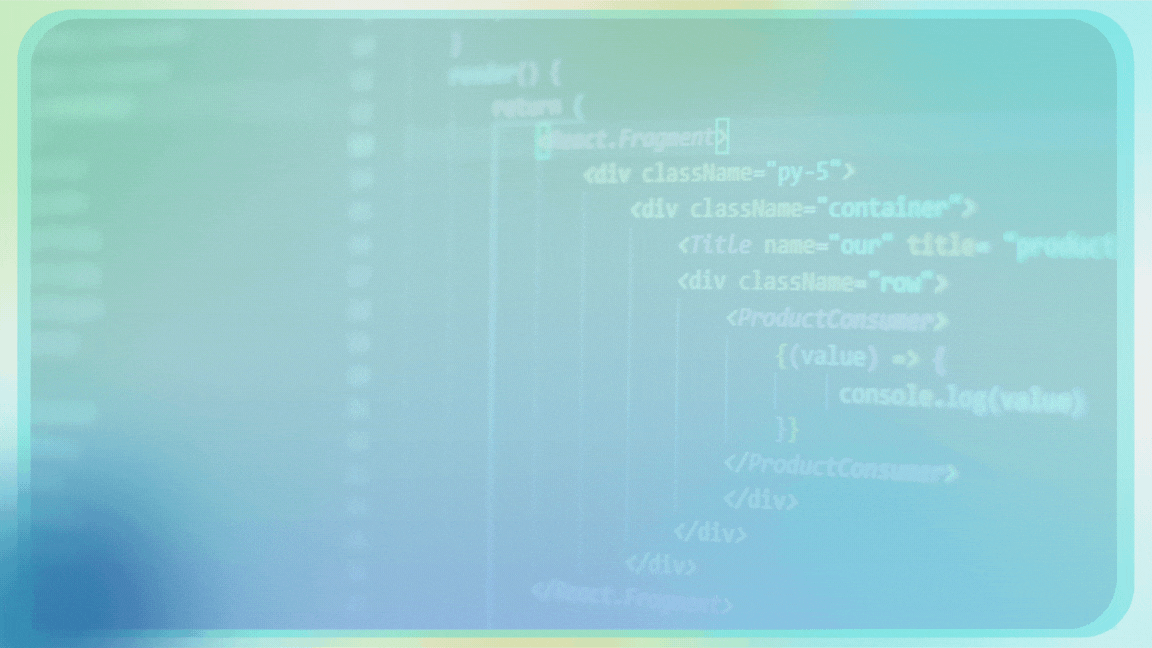 }
render() {
return (
<React.Fragment>
<div className="py-5">
<div className="container">
<Title name="our" title= "product
<div className="row">
<ProductConsumer>
{(value) => {
console.log(value)
}}
</ProductConsumer>
</div>
</div>
</div>
</React.Fragment>